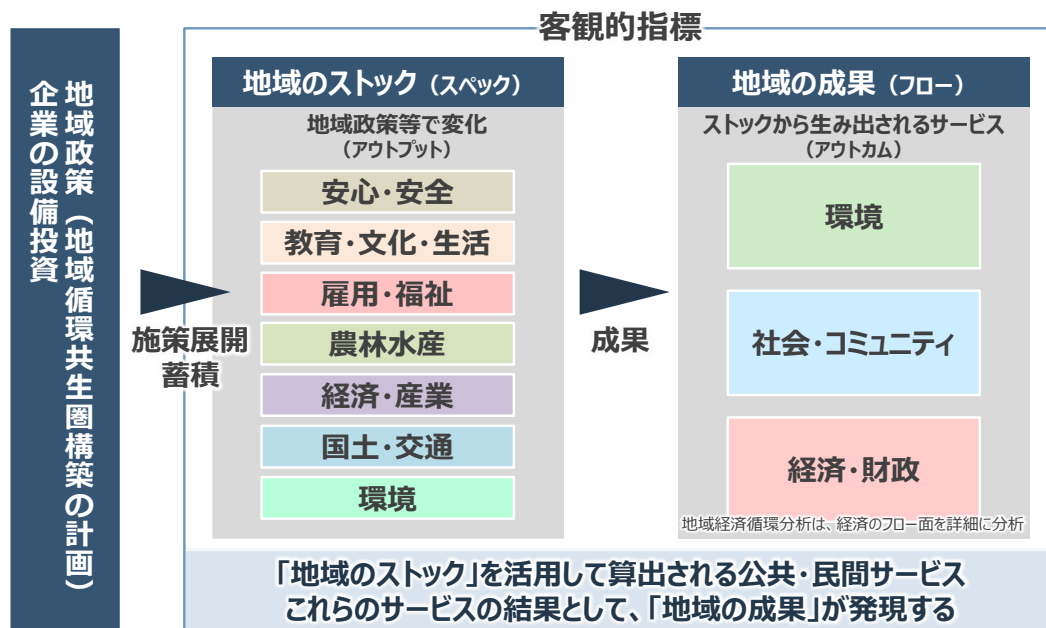 地域政策（地域循環共生圏構築の計画）
企業の設備投資
施策展開
蓄積
客観的指標
地域のストック（スペック）
地域政策等で変化
（アウトプット）
安心・安全
教育・文化・生活
雇用・福祉
農林水産
経済・産業
国土・交通
環境
成果
地域の成果（フロー）
ストックから生み出されるサービス
（アウトカム）
環境
社会・コミュニティ
経済・財政
地域経済循環分析は、経済のフロー面を詳細に分析
「地域のストック」を活用して算出される公共・民間サービス
これらのサービスの結果として、「地域の成果」が発現する